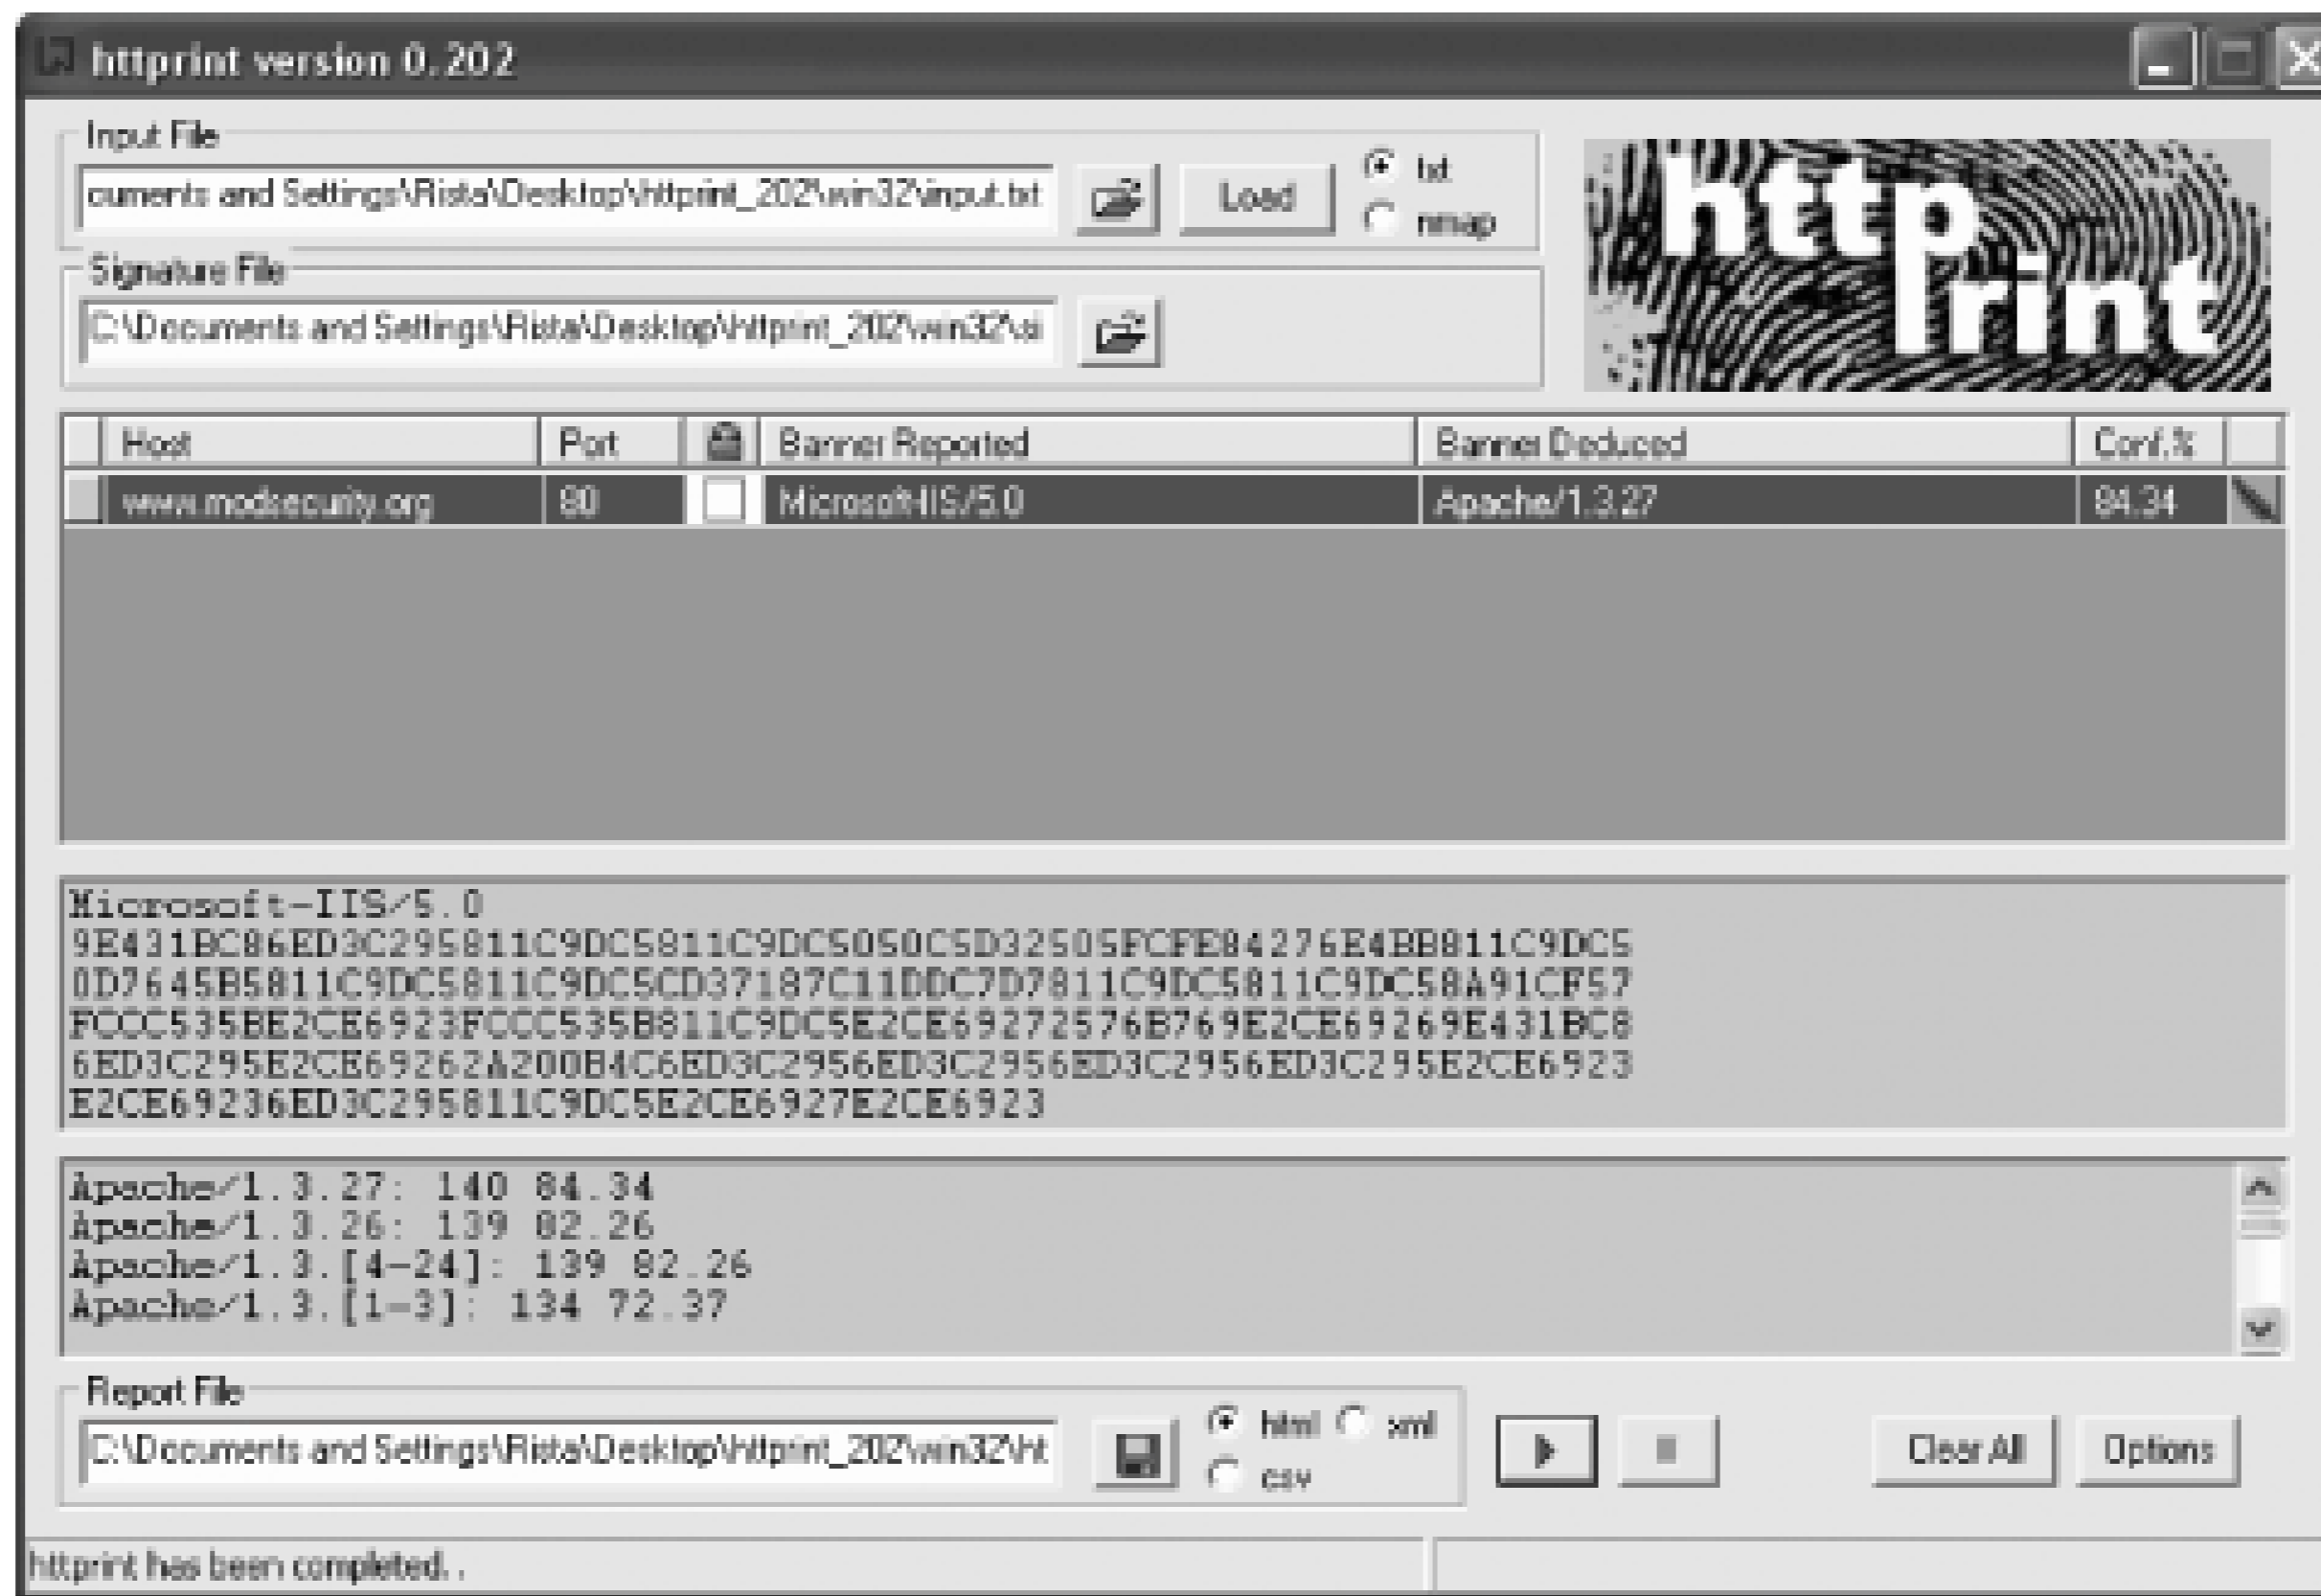 httprint version 0.202
Input File
cuments and Settings\Rista\Desktop\httprint_202\win32\input.txt
Load
txt
nmap
http
print
Signature File
C:\Documents and Settings\Rista\Desktop\httprint_202\win32\si
Host Port Banner Reported Banner Deduced Conf.%
www.modsecurity.org 80 Microsoft-IIS/5.0 Apache/1.3.27 84.34
Microsoft-IIS/5.0
9E431BC86ED3C295811C9DC5811C9DC5050C5D32505FCFE84276E4BB811C9DC5
0D7645B5811C9DC5811C9DC5CD37187C11DDC7D7811C9DC5811C9DC58A91CF57
FCCC535BE2CE6923FCCC535B811C9DC5E2CE69272576B769E2CE69269E431BC8
6ED3C295E2CE69262A200B4C6ED3C2956ED3C2956ED3C2956ED3C295E2CE6923
E2CE69236ED3C295811C9DC5E2CE6927E2CE6923
Apache/1.3.27: 140 84.34
Apache/1.3.26: 139 82.26
Apache/1.3.[4-24]: 139 82.26
Apache/1.3.[1-3]: 134 72.37
Report File
C:\Documents and Settings\Rista\Desktop\httprint_202\win32\ht
html xml
csv
Clear All Options
httprint has been completed. .